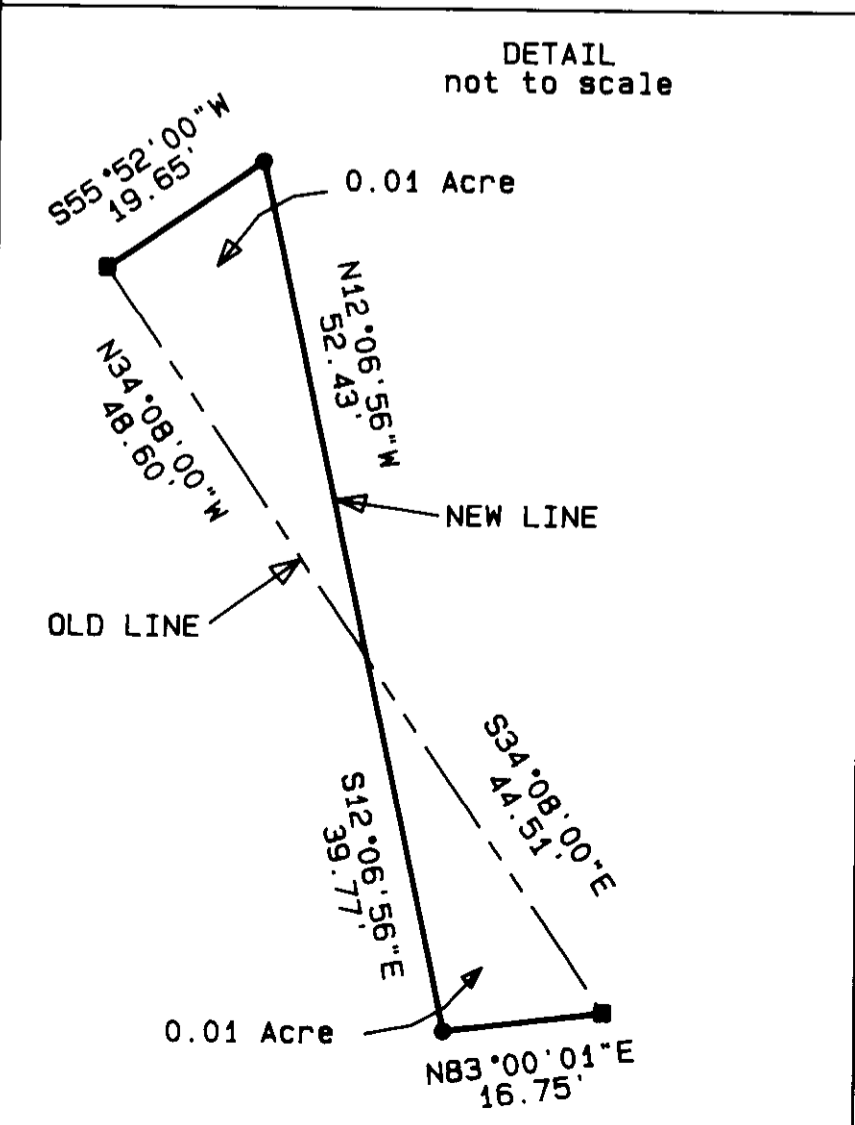 DETAIL
not to scale
S55°52'00"W
19.65'
0.01 Acre
N12°06'56"W
52.43'
N34°08'00"W
48.60'
NEW LINE
OLD LINE
S34°08'00"E
44.51'
S12°06'56"E
39.77'
0.01 Acre
N83°00'01"E
16.75'